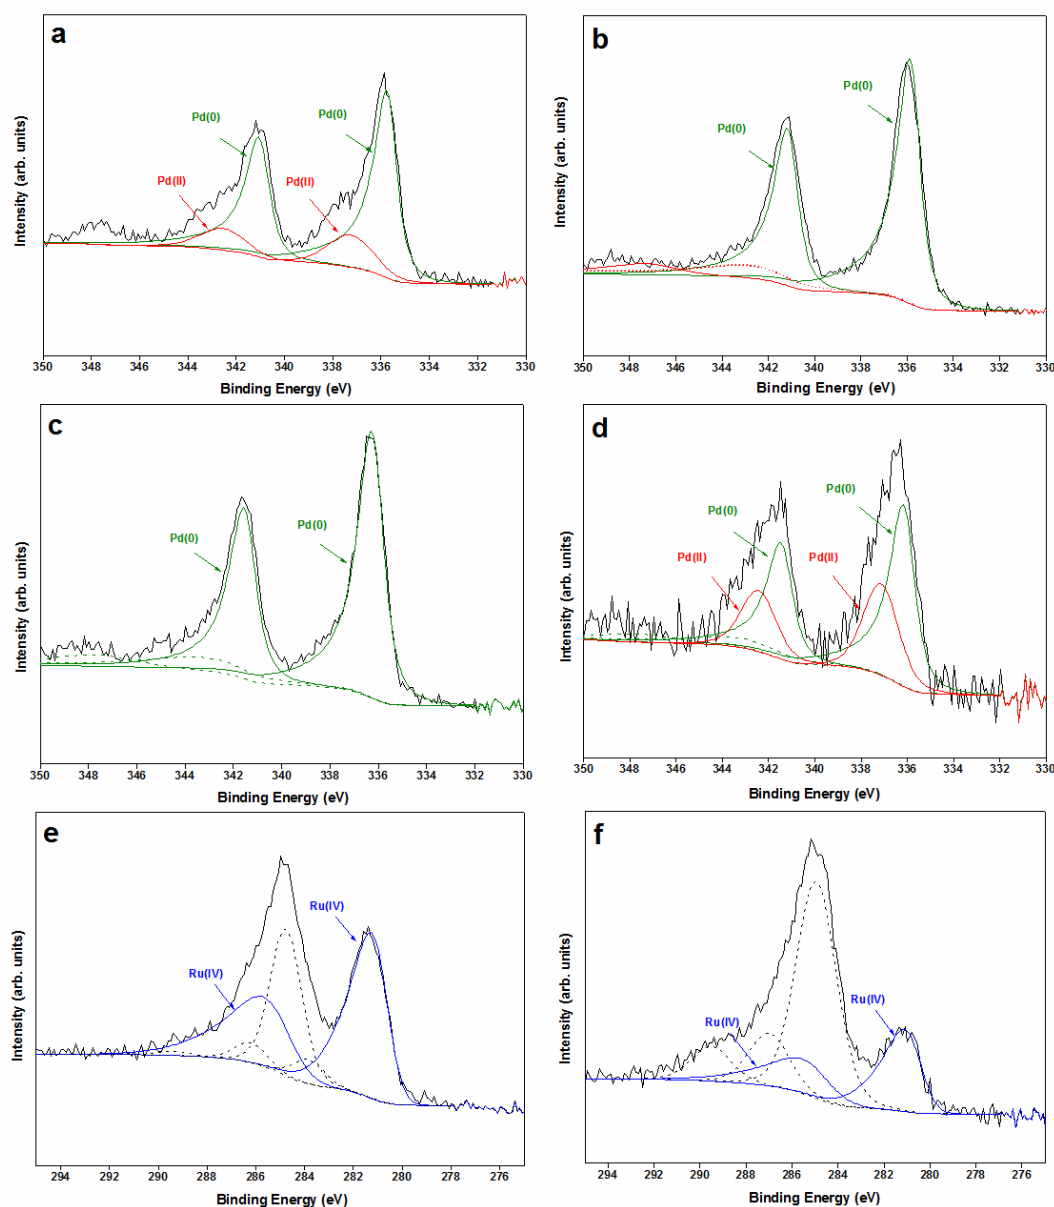 a
Pd(0)
Pd(0)
Pd(II)
Pd(II)
Intensity (arb. units)
350 348 346 344 342 340 338 336 334 332 330
Binding Energy (eV)
b
Pd(0)
Pd(0)
Intensity (arb. units)
350 348 346 344 342 340 338 336 334 332 330
Binding Energy (eV)
c
Pd(0)
Pd(0)
Intensity (arb. units)
350 348 346 344 342 340 338 336 334 332 330
Binding Energy (eV)
d
Pd(0)
Pd(0)
Pd(II)
Pd(II)
Intensity (arb. units)
350 348 346 344 342 340 338 336 334 332 330
Binding Energy (eV)
e
Ru(IV)
Ru(IV)
Intensity (arb. units)
294 292 290 288 286 284 282 280 278 276
Binding Energy (eV)
f
Ru(IV)
Ru(IV)
Intensity (arb. units)
294 292 290 288 286 284 282 280 278 276
Binding Energy (eV)